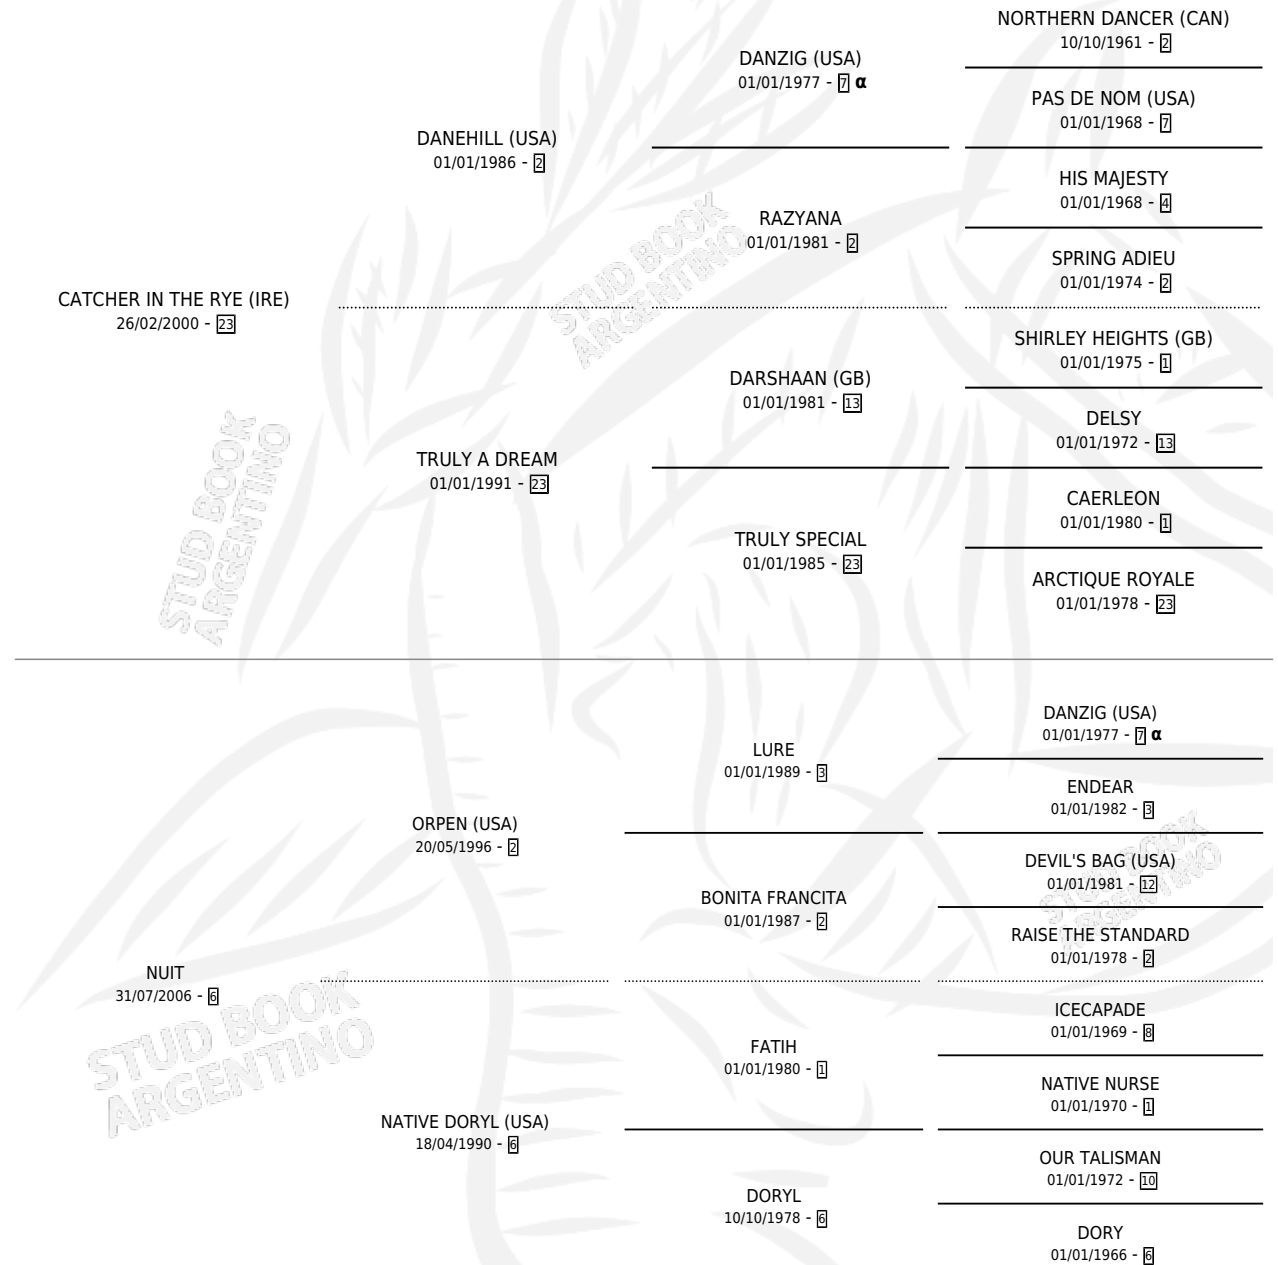 NORTHERN DANCER (CAN)
10/10/1961 - 2
DANZIG (USA)
01/01/1977 - 7 α
PAS DE NOM (USA)
01/01/1968 - 7
DANEHILL (USA)
01/01/1986 - 2
HIS MAJESTY
01/01/1968 - 4
RAZYANA
01/01/1981 - 2
SPRING ADIEU
01/01/1974 - 2
CATCHER IN THE RYE (IRE)
26/02/2000 - 23
SHIRLEY HEIGHTS (GB)
01/01/1975 - 1
DARSHAAN (GB)
01/01/1981 - 13
DELSY
01/01/1972 - 13
TRULY A DREAM
01/01/1991 - 23
CAERLEON
01/01/1980 - 1
TRULY SPECIAL
01/01/1985 - 23
ARCTIQUE ROYALE
01/01/1978 - 23
DANZIG (USA)
01/01/1977 - 7 α
LURE
01/01/1989 - 3
ENDEAR
01/01/1982 - 3
ORPEN (USA)
20/05/1996 - 2
DEVIL'S BAG (USA)
01/01/1981 - 12
BONITA FRANCITA
01/01/1987 - 2
RAISE THE STANDARD
01/01/1978 - 2
NUIT
31/07/2006 - 6
ICECAPADE
01/01/1969 - 8
FATIH
01/01/1980 - 1
NATIVE NURSE
01/01/1970 - 1
NATIVE DORYL (USA)
18/04/1990 - 6
OUR TALISMAN
01/01/1972 - 10
DORYL
10/10/1978 - 6
DORY
01/01/1966 - 6
STUD BOOK
ARGENTINO
STUD BOOK
ARGENTINO
STUD BOOK
ARGENTINO
STUD BOOK
ARGENTINO